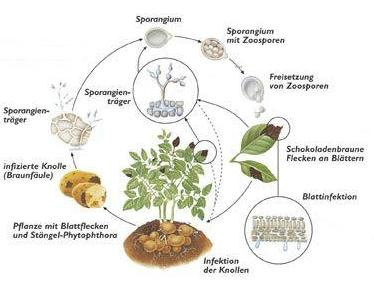 Sporangium
Sporangium
mit Zoosporen
Freisetzung
von Zoosporen
Sporangien-
träger
Sporangien-
träger
Schokoladenbraune
Flecken an Blättern
infizierte Knolle
(Braunfäule)
Blattinfektion
Pflanze mit Blattflecken
und Stängel-Phytophthora
Infektion
der Knollen